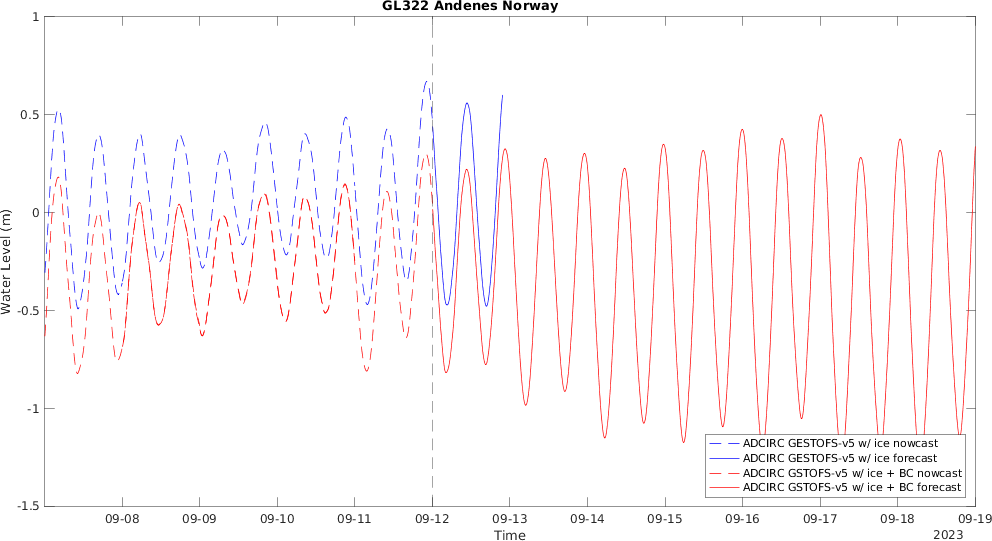 GL322 Andenes Norway
1
0.5
0
-0.5
-1
-1.5
Water Level (m)
09-08 09-09 09-10 09-11 09-12 09-13 09-14 09-15 09-16 09-17 09-18 09-19
Time
2023
ADCIRC GESTOFS-v5 w/ ice nowcast
ADCIRC GESTOFS-v5 w/ ice forecast
ADCIRC GSTOFS-v5 w/ ice + BC nowcast
ADCIRC GSTOFS-v5 w/ ice + BC forecast